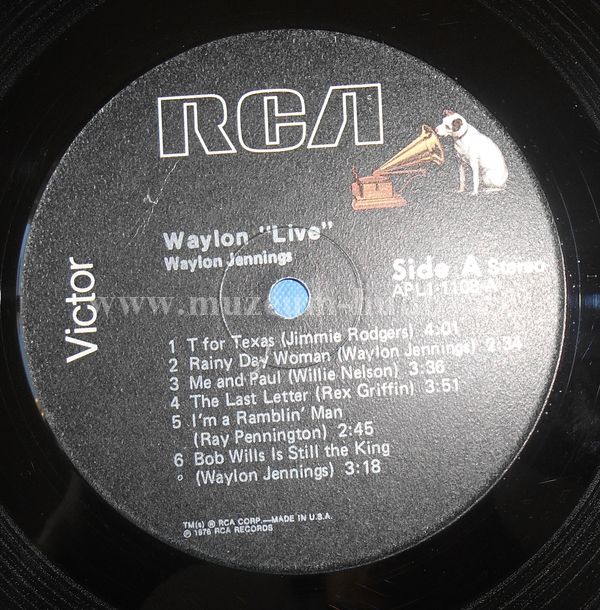 RCA
Victor
Waylon "Live"
Waylon Jennings
Side A Stereo
1 T for Texas (Jimmie Rodgers) 4:01
2 Rainy Day Woman (Waylon Jennings)
3 Me and Paul (Willie Nelson) 3:36
4 The Last Letter (Rex Griffin) 3:51
5 I'm a Ramblin' Man
(Ray Pennington) 2:45
6 Bob Wills Is Still the King
(Waylon Jennings) 3:18
TM(s) ® RCA CORP.—MADE IN U.S.A.
℗ 1976 RCA RECORDS